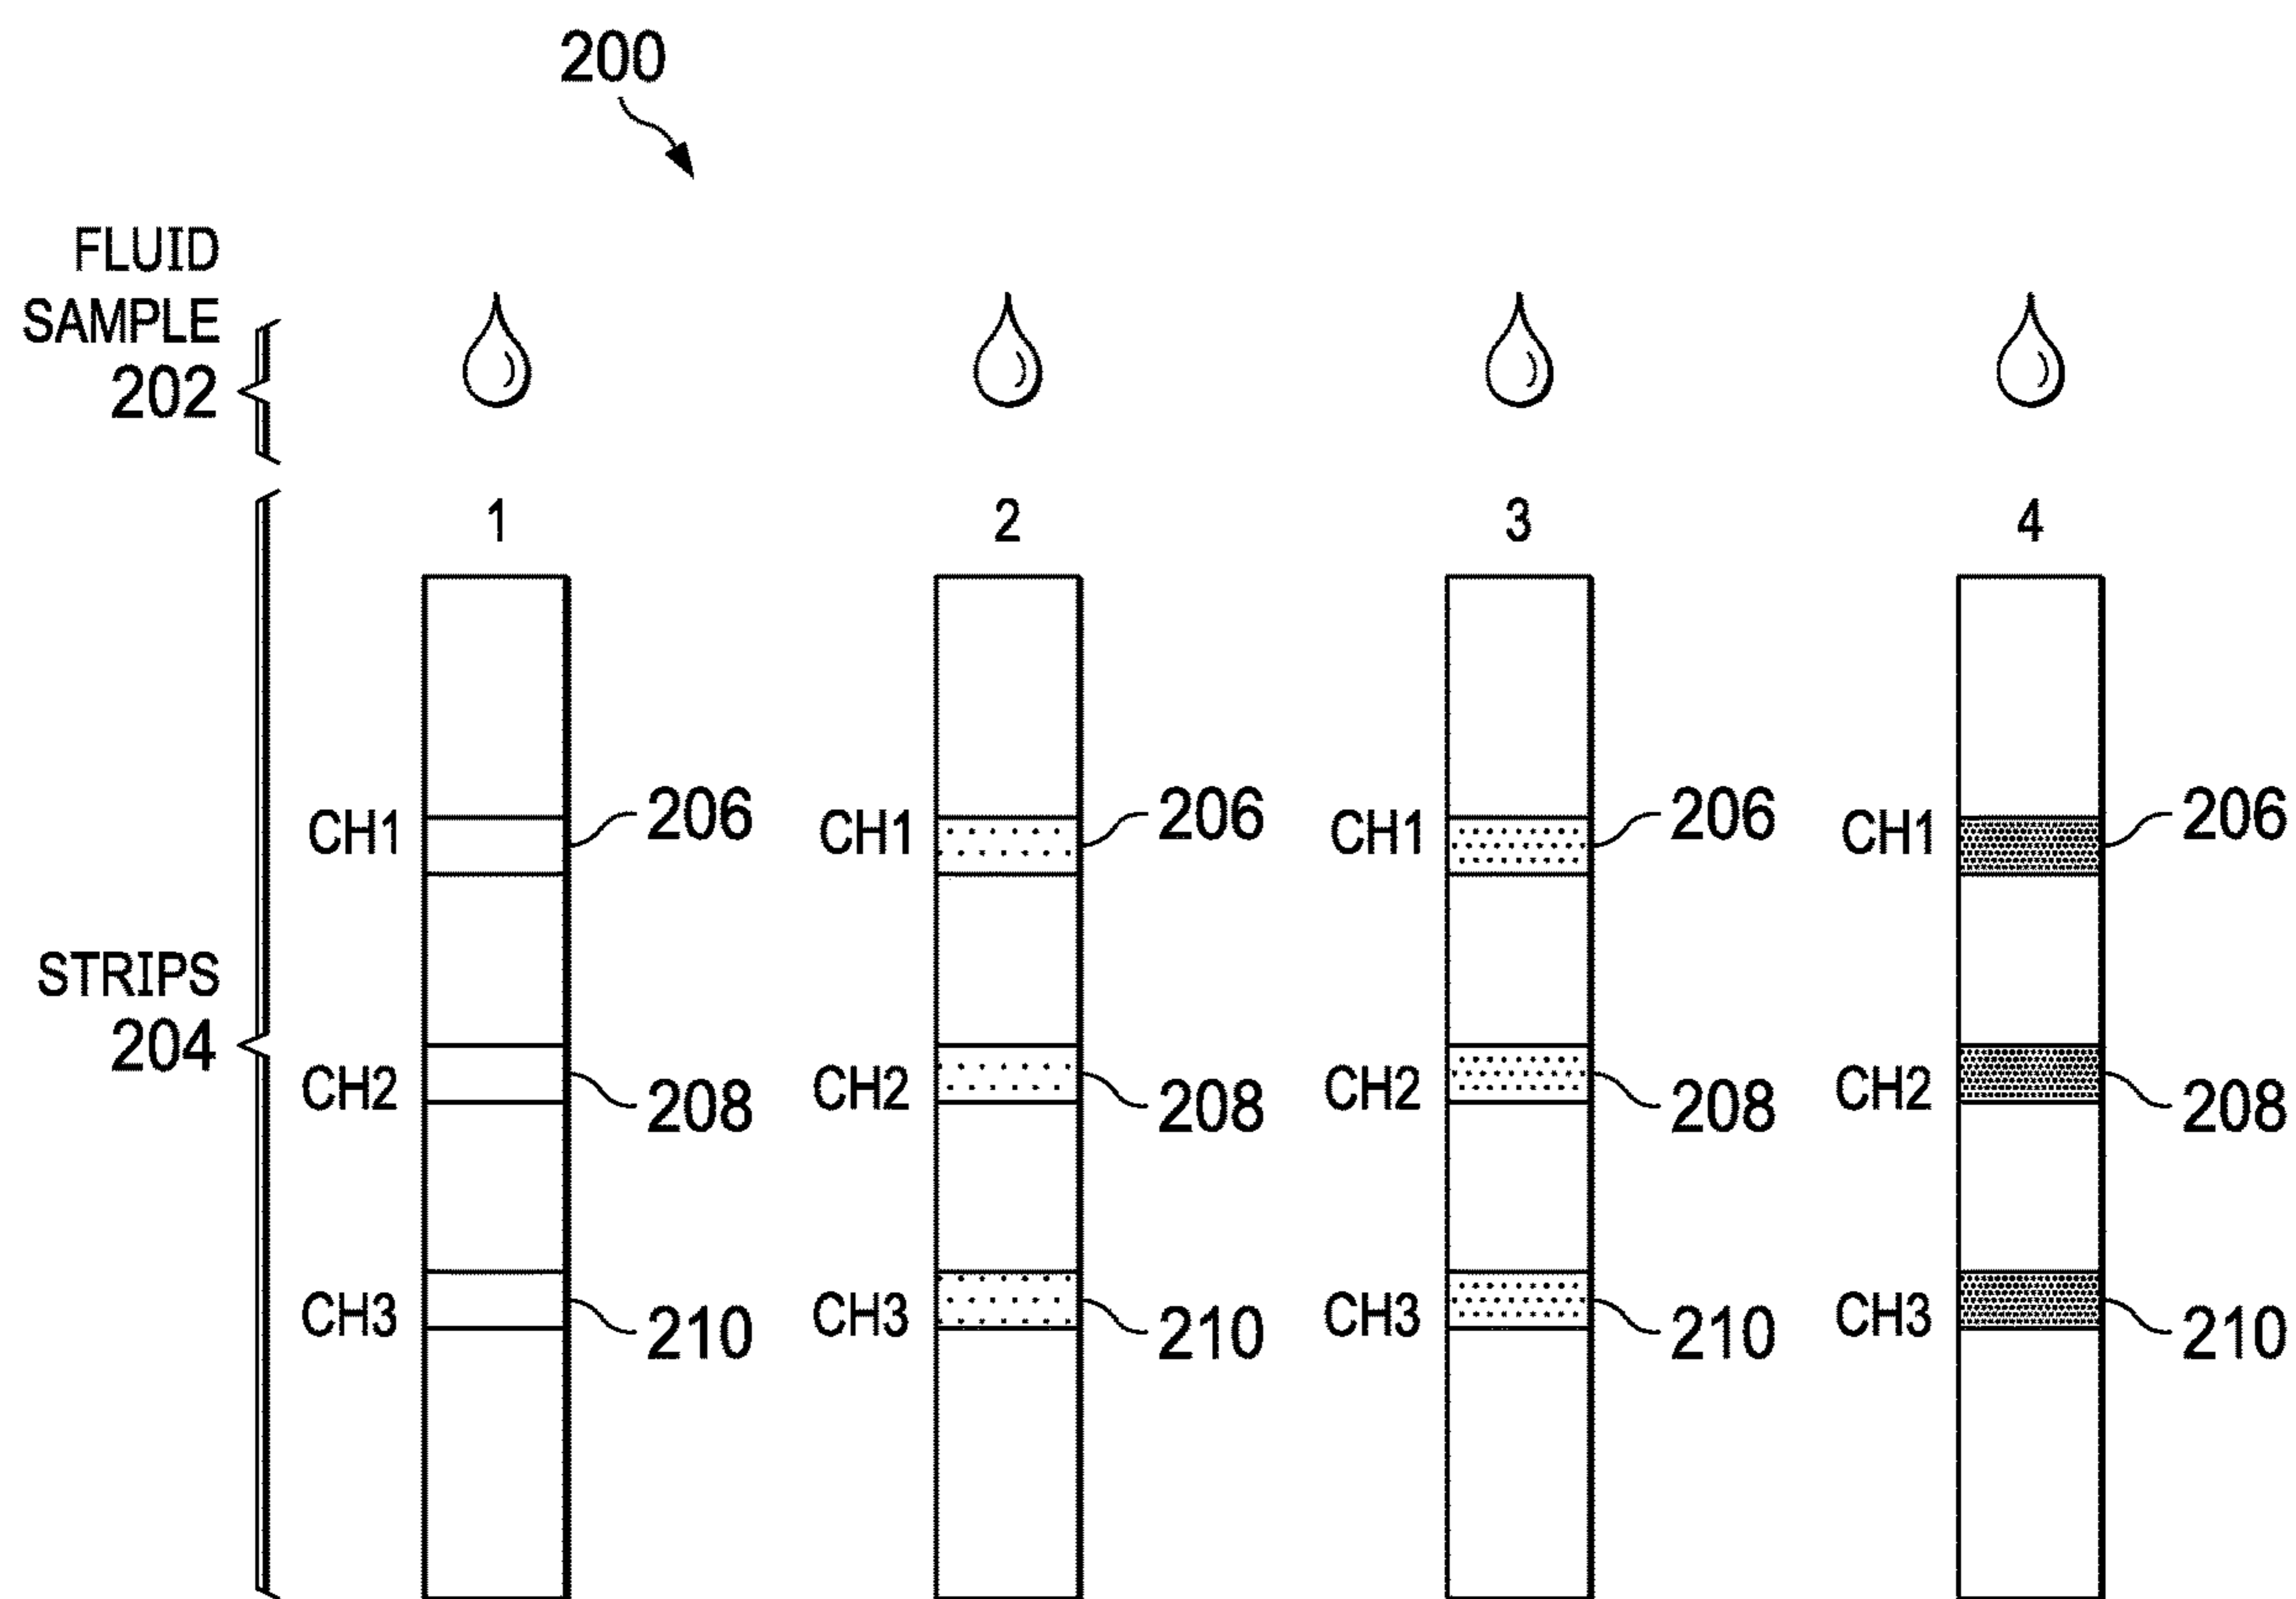 200
FLUID
SAMPLE
202
1 2 3 4
CH1 206 CH1 206 CH1 206 CH1 206
STRIPS
204
CH2 208 CH2 208 CH2 208 CH2 208
CH3 210 CH3 210 CH3 210 CH3 210